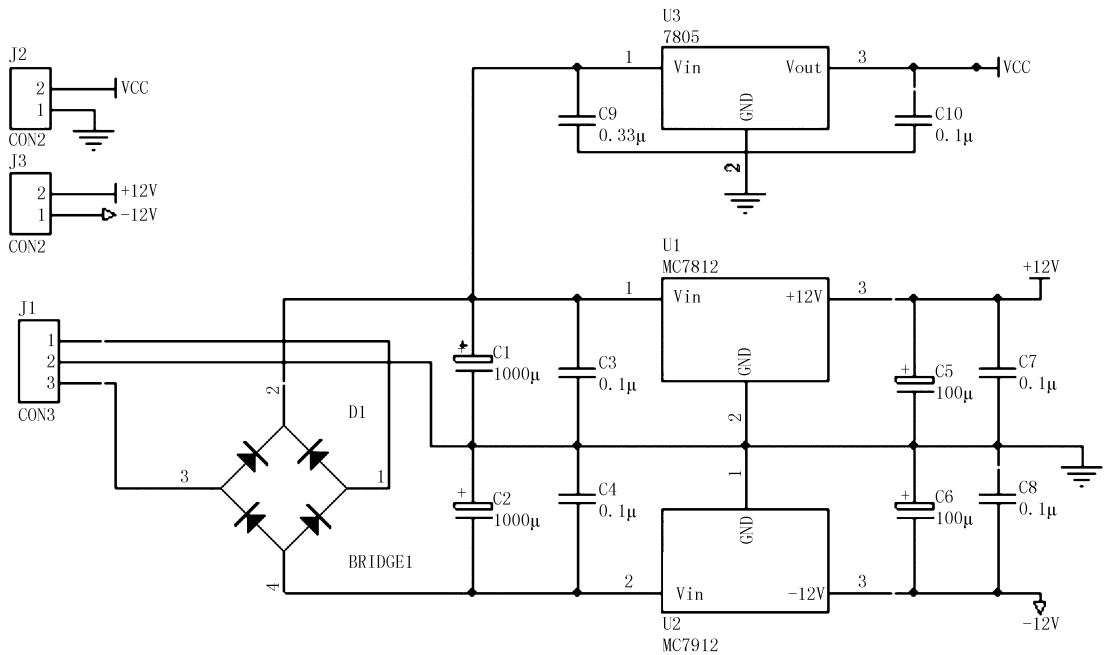 U3
7805
J2
2
VCC
1
CON2
1
Vin
Vout
3
VCC
GND
C9
0.33μ
C10
0.1μ
2
J3
2
+12V
1
-12V
CON2
U1
MC7812
+12V
1
Vin
+12V
3
J1
1
2
3
CON3
+
C1
1000μ
C3
0.1μ
GND
+
C5
100μ
C7
0.1μ
2
D1
2
3
1
1
+
C2
1000μ
C4
0.1μ
GND
+
C6
100μ
C8
0.1μ
BRIDGE1
4
2
Vin
-12V
3
-12V
U2
MC7912